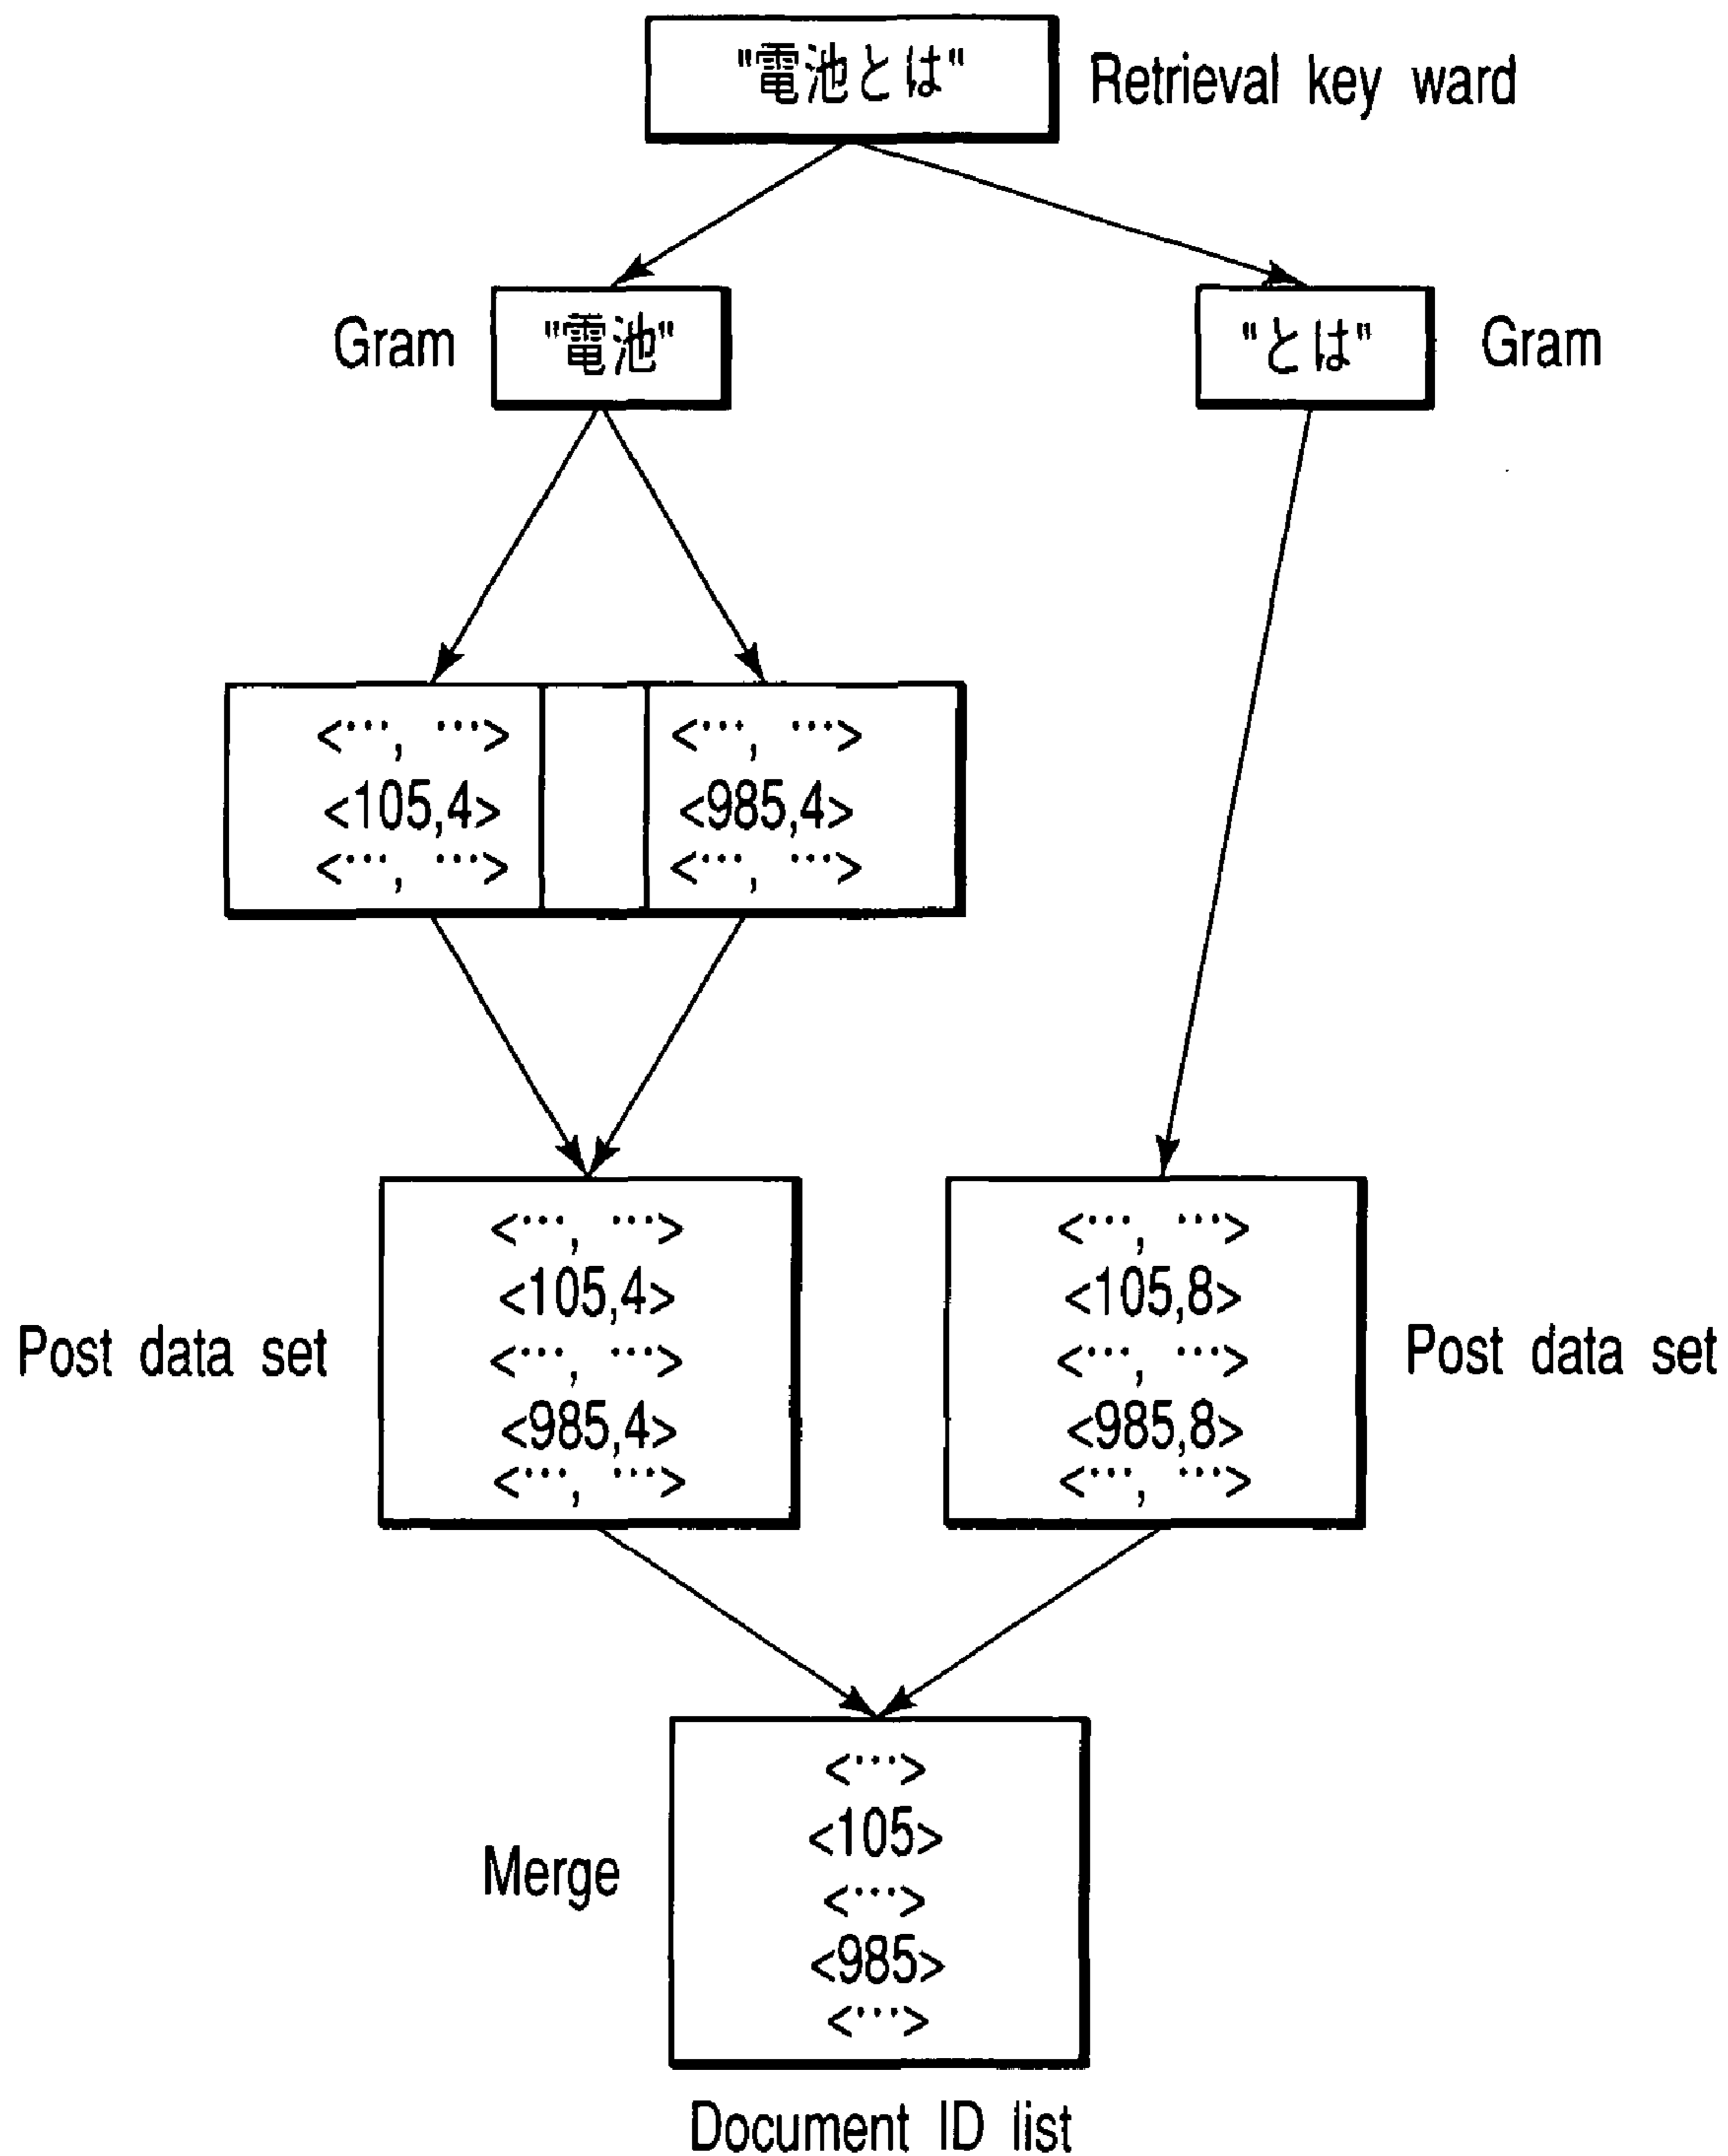 "電池とは" Retrieval key ward
Gram "電池" "とは" Gram
<…, …> <…, …>
<105,4> <985,4>
<…, …> <…, …>
<…, …> <…, …>
<105,4> <105,8>
Post data set <…, …> <…, …> Post data set
<985,4> <985,8>
<…, …> <…, …>
<…>
<105>
Merge <…>
<985>
<…>
Document ID list